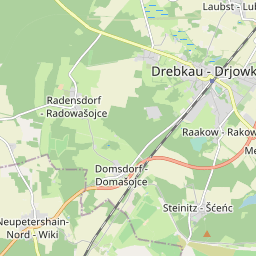 Laubst - Lub
Drebkau - Drjowk
Radensdorf
- Radowašojce
Raakow - Rakow
Me
Domsdorf -
Domašojce
Steinitz - Šćeńc
Neupetershain-
Nord - Wiki